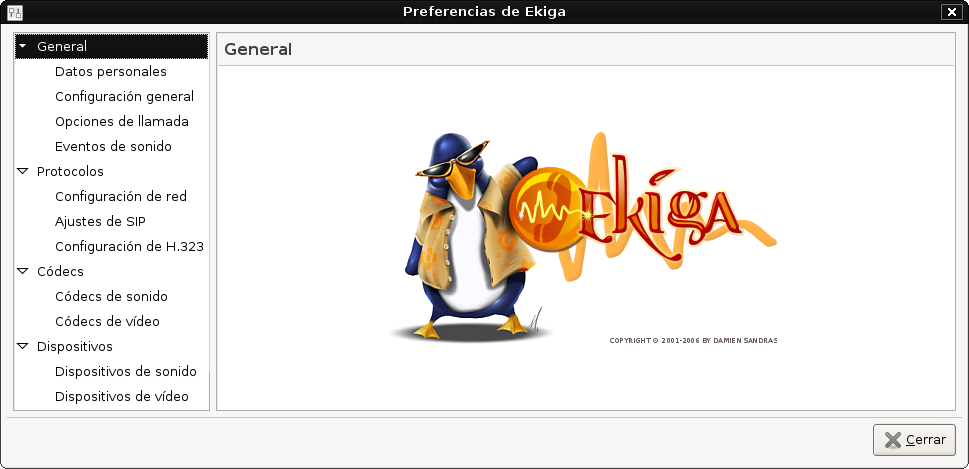 Preferencias de Ekiga
General
Datos personales
Configuración general
Opciones de llamada
Eventos de sonido
Protocolos
Configuración de red
Ajustes de SIP
Configuración de H.323
Códecs
Códecs de sonido
Códecs de vídeo
Dispositivos
Dispositivos de sonido
Dispositivos de vídeo
General
Ekiga
COPYRIGHT © 2001-2006 BY DAMIEN SANDRAS
Cerrar